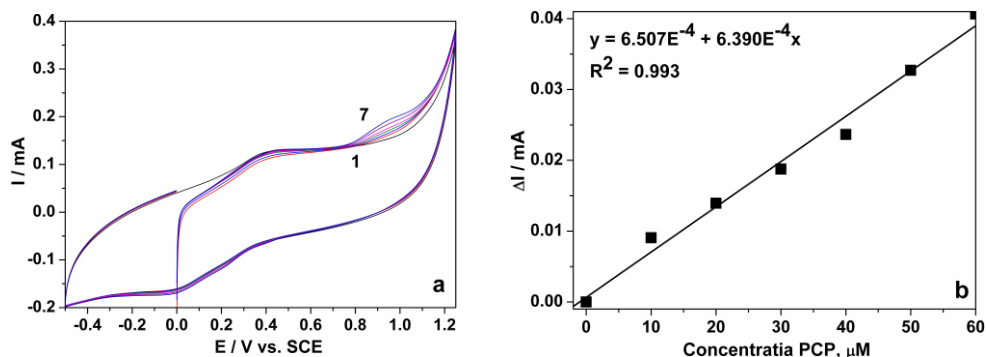 0.4
0.3
0.2
0.1
0.0
-0.1
-0.2
I / mA
7
1
a
-0.4 -0.2 0.0 0.2 0.4 0.6 0.8 1.0 1.2
E / V vs. SCE
0.04
0.03
0.02
0.01
0.00
ΔI / mA
y = 6.507E⁻⁴ + 6.390E⁻⁴x
R² = 0.993
b
0 10 20 30 40 50 60
Concentratia PCP, μM